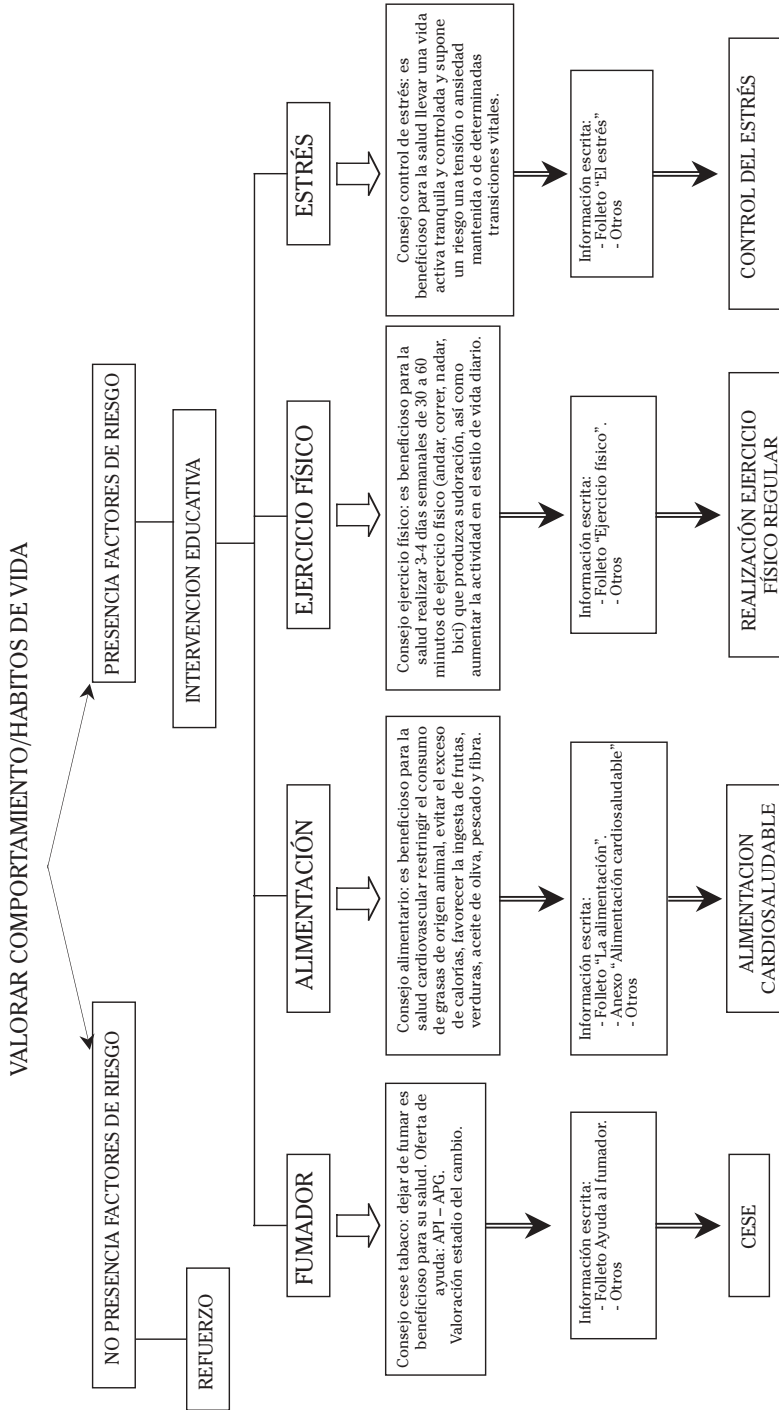 VALORAR COMPORTAMIENTO/HABITOS DE VIDA
NO PRESENCIA FACTORES DE RIESGO
PRESENCIA FACTORES DE RIESGO
REFUERZO
INTERVENCION EDUCATIVA
FUMADOR
ALIMENTACIÓN
EJERCICIO FÍSICO
ESTRÉS
Consejo cese tabaco: dejar de fumar es
beneficioso para su salud. Oferta de
ayuda: API – APG.
Valoración estadio del cambio.
Consejo alimentario: es beneficioso para la
salud cardiovascular restringir el consumo
de grasas de origen animal, evitar el exceso
de calorías, favorecer la ingesta de frutas,
verduras, aceite de oliva, pescado y fibra.
Consejo ejercicio físico: es beneficioso para la
salud realizar 3-4 días semanales de 30 a 60
minutos de ejercicio físico (andar, correr, nadar,
bici) que produzca sudoración, así como
aumentar la actividad en el estilo de vida diario.
Consejo control de estrés: es
beneficioso para la salud llevar una vida
activa tranquila y controlada y supone
un riesgo una tensión o ansiedad
mantenida o de determinadas
transiciones vitales.
Información escrita:
- Folleto Ayuda al fumador.
- Otros
Información escrita:
- Folleto "La alimentación".
- Anexo "Alimentación cardiosaludable"
- Otros
Información escrita:
- Folleto "Ejercicio físico".
- Otros
Información escrita:
- Folleto "El estrés"
- Otros
CESE
ALIMENTACION
CARDIOSALUDABLE
REALIZACIÓN EJERCICIO
FÍSICO REGULAR
CONTROL DEL ESTRÉS